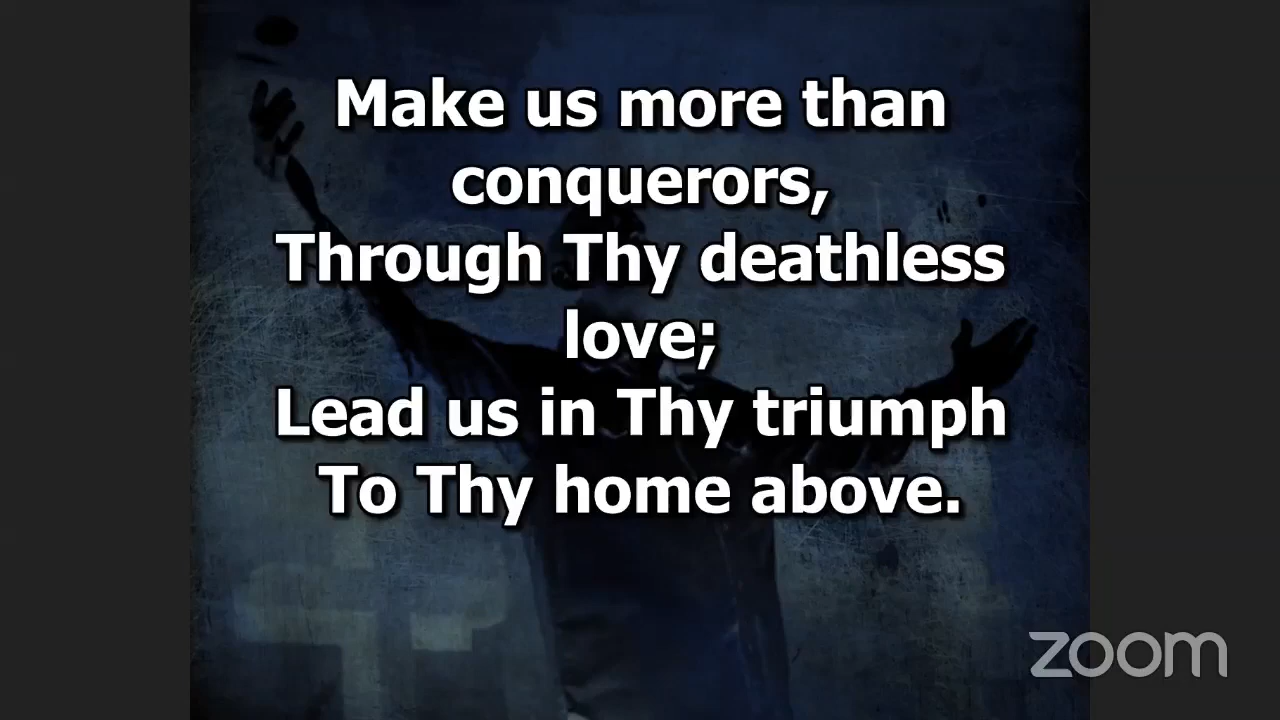 Make us more than
conquerors,
Through Thy deathless
love;
Lead us in Thy triumph
To Thy home above.
zoom